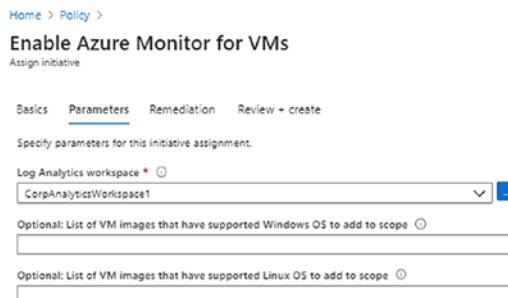 Home > Policy >
Enable Azure Monitor for VMs
Assign initiative
Basics Parameters Remediation Review + create
Specify parameters for this initiative assignment.
Log Analytics workspace *
CorpAnalyticsWorkspace1
Optional: List of VM images that have supported Windows OS to add to scope
Optional: List of VM images that have supported Linux OS to add to scope